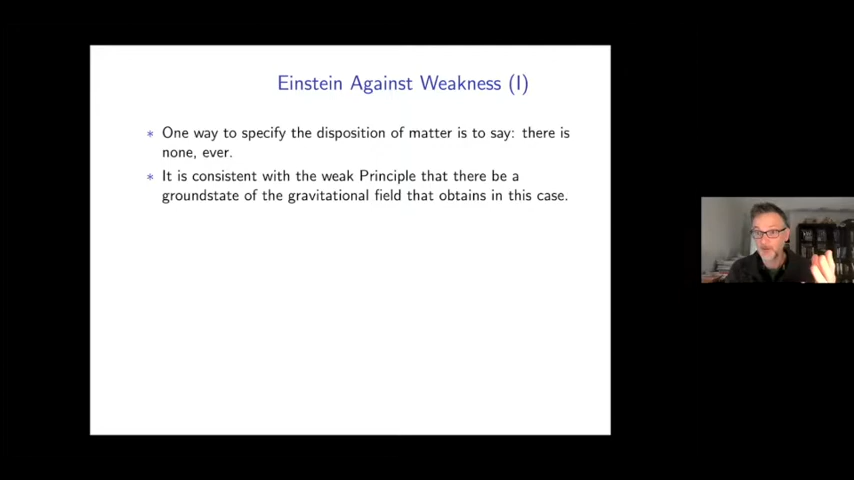 Einstein Against Weakness (I)
* One way to specify the disposition of matter is to say: there is
none, ever.
* It is consistent with the weak Principle that there be a
groundstate of the gravitational field that obtains in this case.